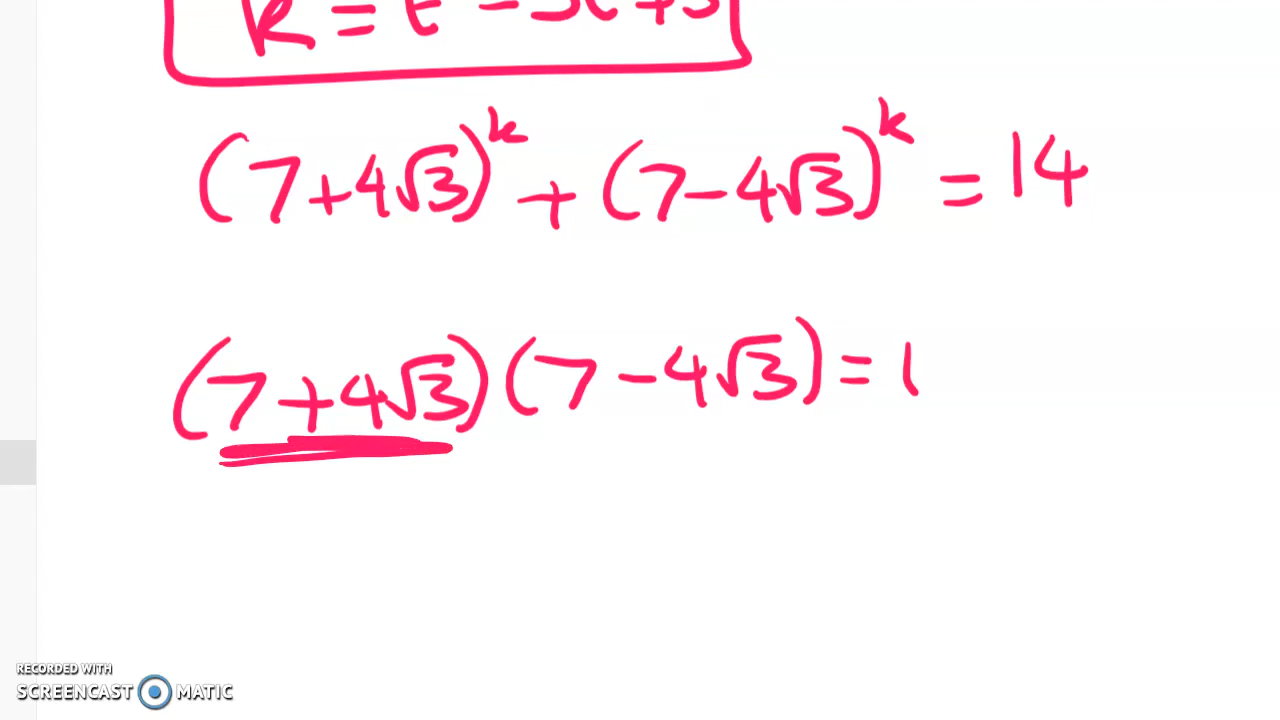 (7+4√3)^k + (7-4√3)^k = 14
(7+4√3)(7-4√3) = 1
RECORDED WITH
SCREENCAST MATIC